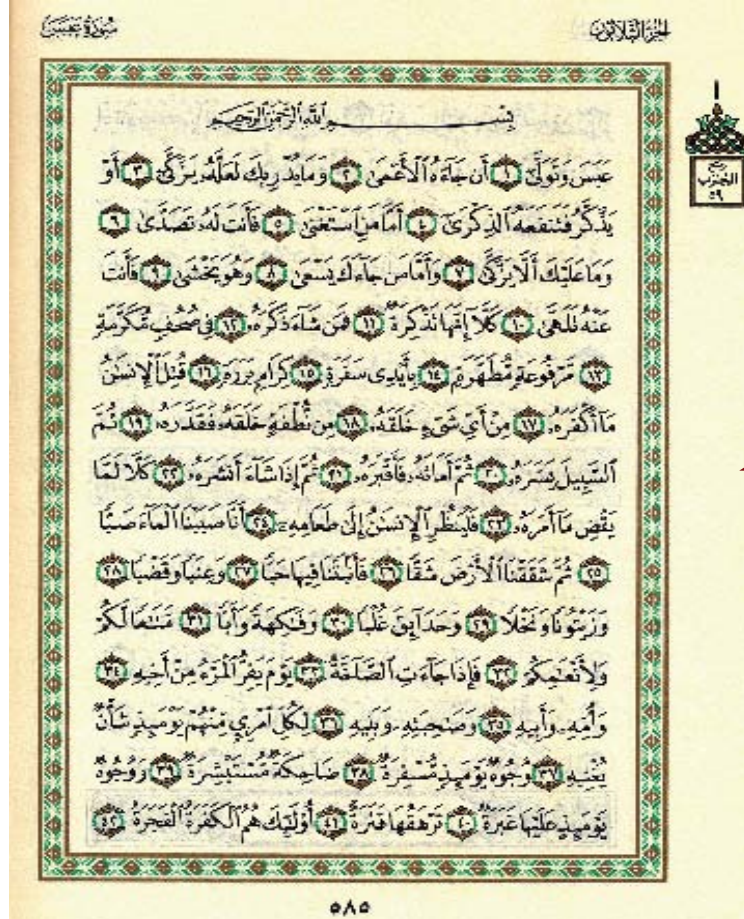 سورة عبس
الجزء الثلاثون
بِسْمِ اللَّهِ الرَّحْمَٰنِ الرَّحِيمِ
عَبَسَ وَتَوَلَّىٰٓ ١ أَن جَآءَهُ ٱلْأَعْمَىٰ ٢ وَمَا يُدْرِيكَ لَعَلَّهُۥ يَزَّكَّىٰٓ ٣ أَوْ
يَذَّكَّرُ فَتَنفَعَهُ ٱلذِّكْرَىٰٓ ٤ أَمَّا مَنِ ٱسْتَغْنَىٰ ٥ فَأَنتَ لَهُۥ تَصَدَّىٰ ٦
وَمَا عَلَيْكَ أَلَّا يَزَّكَّىٰ ٧ وَأَمَّا مَن جَآءَكَ يَسْعَىٰ ٨ وَهُوَ يَخْشَىٰ ٩ فَأَنتَ
عَنْهُ تَلَهَّىٰ ١٠ كَلَّآ إِنَّهَا تَذْكِرَةٌ ١١ فَمَن شَآءَ ذَكَرَهُۥ ١٢ فِى صُحُفٍ مُّكَرَّمَةٍ
١٣ مَّرْفُوعَةٍ مُّطَهَّرَةٍۭ ١٤ بِأَيْدِى سَفَرَةٍ ١٥ كِرَامٍۭ بَرَرَةٍ ١٦ قُتِلَ ٱلْإِنسَٰنُ
مَآ أَكْفَرَهُۥ ١٧ مِنْ أَىِّ شَىْءٍ خَلَقَهُۥ ١٨ مِن نُّطْفَةٍ خَلَقَهُۥ فَقَدَّرَهُۥ ١٩ ثُمَّ
ٱلسَّبِيلَ يَسَّرَهُۥ ٢٠ ثُمَّ أَمَاتَهُۥ فَأَقْبَرَهُۥ ٢١ ثُمَّ إِذَا شَآءَ أَنشَرَهُۥ ٢٢ كَلَّا لَمَّا
يَقْضِ مَآ أَمَرَهُۥ ٢٣ فَلْيَنظُرِ ٱلْإِنسَٰنُ إِلَىٰ طَعَامِهِۦٓ ٢٤ أَنَّا صَبَبْنَا ٱلْمَآءَ صَبًّا
٢٥ ثُمَّ شَقَقْنَا ٱلْأَرْضَ شَقًّا ٢٦ فَأَنۢبَتْنَا فِيهَا حَبًّا ٢٧ وَعِنَبًا وَقَضْبًا ٢٨
وَزَيْتُونًا وَنَخْلًا ٢٩ وَحَدَآئِقَ غُلْبًا ٣٠ وَفَٰكِهَةً وَأَبًّا ٣١ مَّتَٰعًا لَّكُمْ
وَلِأَنْعَٰمِكُمْ ٣٢ فَإِذَا جَآءَتِ ٱلصَّآخَّةُ ٣٣ يَوْمَ يَفِرُّ ٱلْمَرْءُ مِنْ أَخِيهِ ٣٤
وَأُمِّهِۦ وَأَبِيهِ ٣٥ وَصَٰحِبَتِهِۦ وَبَنِيهِ ٣٦ لِكُلِّ ٱمْرِئٍ مِّنْهُمْ يَوْمَئِذٍ شَأْنٌ
يُغْنِيهِ ٣٧ وُجُوهٌ يَوْمَئِذٍ مُّسْفِرَةٌ ٣٨ ضَاحِكَةٌ مُّسْتَبْشِرَةٌ ٣٩ وَوُجُوهٌ
يَوْمَئِذٍ عَلَيْهَا غَبَرَةٌ ٤٠ تَرْهَقُهَا قَتَرَةٌ ٤١ أُو۟لَٰٓئِكَ هُمُ ٱلْكَفَرَةُ ٱلْفَجَرَةُ ٤٢
الحزب
٥٩
٥٨٥